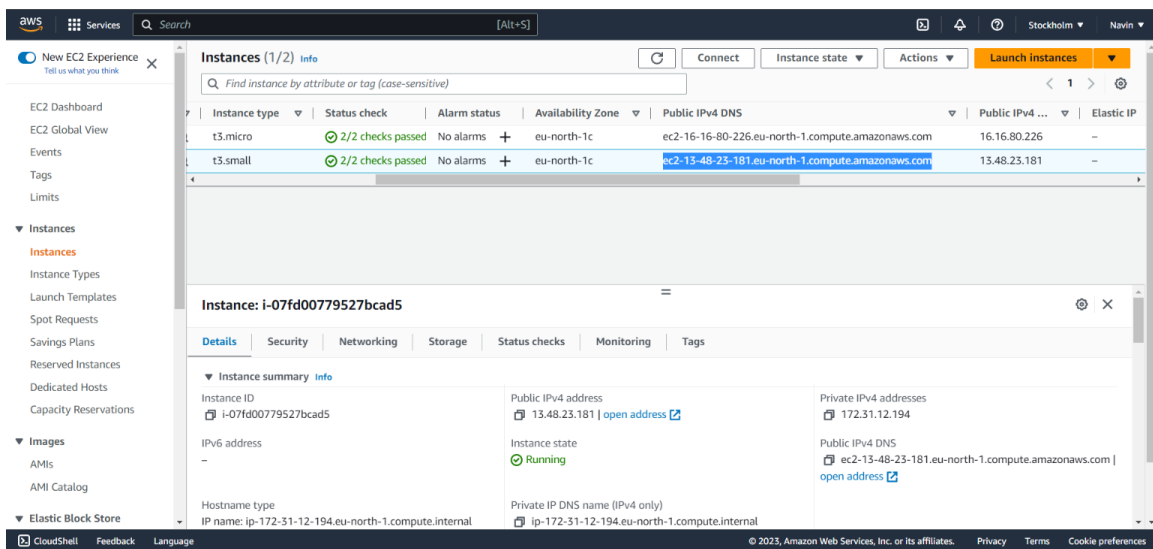 aws Services Search [Alt+S] Stockholm ▼ Navin ▼
New EC2 Experience
Tell us what you think
EC2 Dashboard
EC2 Global View
Events
Tags
Limits
▼ Instances
Instances
Instance Types
Launch Templates
Spot Requests
Savings Plans
Reserved Instances
Dedicated Hosts
Capacity Reservations
▼ Images
AMIs
AMI Catalog
▼ Elastic Block Store
Instances (1/2) Info
Connect Instance state ▼ Actions ▼ Launch instances ▼
Find instance by attribute or tag (case-sensitive)
< 1 >
Instance type Status check Alarm status Availability Zone Public IPv4 DNS Public IPv4 ... Elastic IP
t3.micro 2/2 checks passed No alarms + eu-north-1c ec2-16-16-80-226.eu-north-1.compute.amazonaws.com 16.16.80.226 –
t3.small 2/2 checks passed No alarms + eu-north-1c ec2-13-48-23-181.eu-north-1.compute.amazonaws.com 13.48.23.181 –
Instance: i-07fd00779527bcad5
Details Security Networking Storage Status checks Monitoring Tags
▼ Instance summary Info
Instance ID
i-07fd00779527bcad5
Public IPv4 address
13.48.23.181 | open address
Private IPv4 addresses
172.31.12.194
IPv6 address
–
Instance state
Running
Public IPv4 DNS
ec2-13-48-23-181.eu-north-1.compute.amazonaws.com |
open address
Hostname type
IP name: ip-172-31-12-194.eu-north-1.compute.internal
Private IP DNS name (IPv4 only)
ip-172-31-12-194.eu-north-1.compute.internal
CloudShell Feedback Language © 2023, Amazon Web Services, Inc. or its affiliates. Privacy Terms Cookie preferences